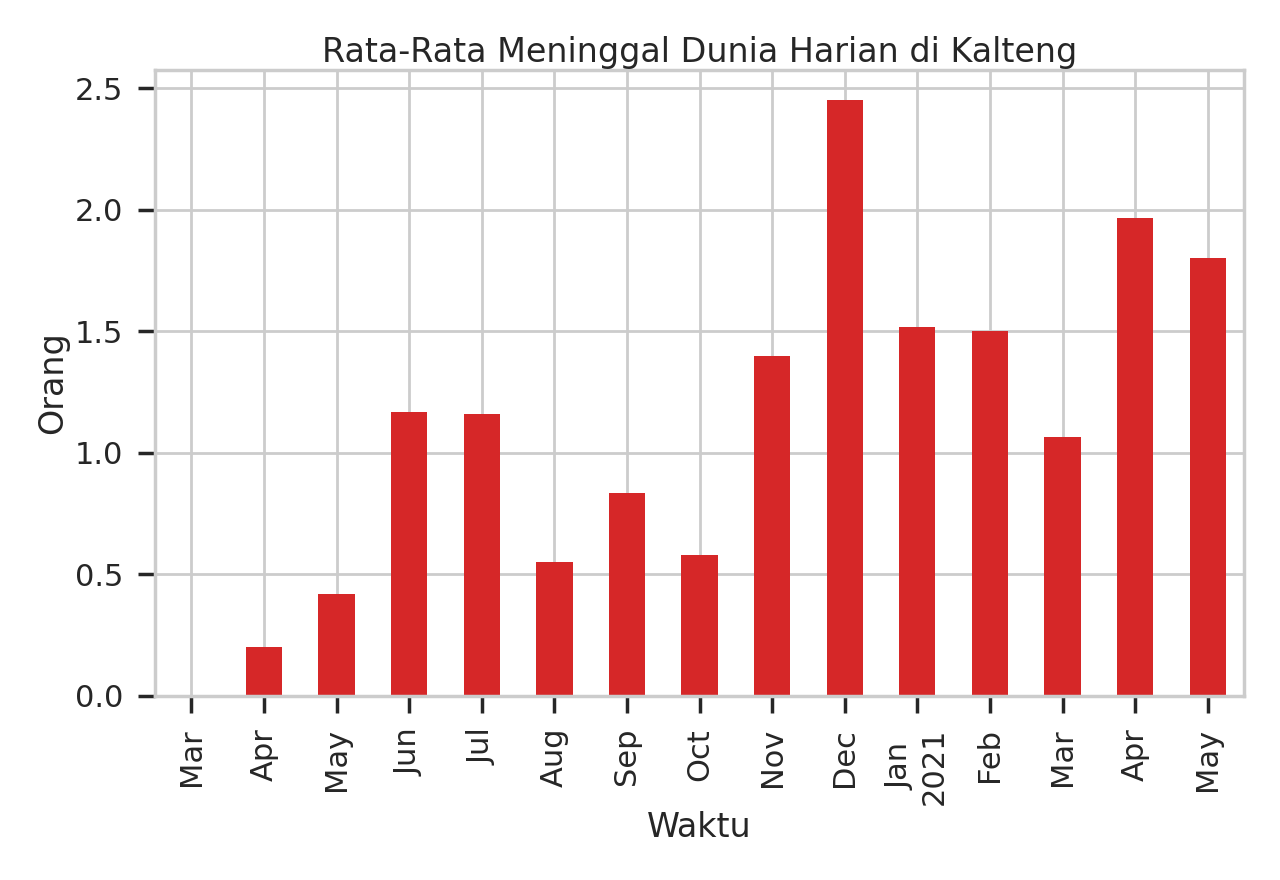 Rata-Rata Meninggal Dunia Harian di Kalteng
2.5
2.0
1.5
1.0
0.5
0.0
Orang
Mar
Apr
May
Jun
Jul
Aug
Sep
Oct
Nov
Dec
Jan
2021
Feb
Mar
Apr
May
Waktu